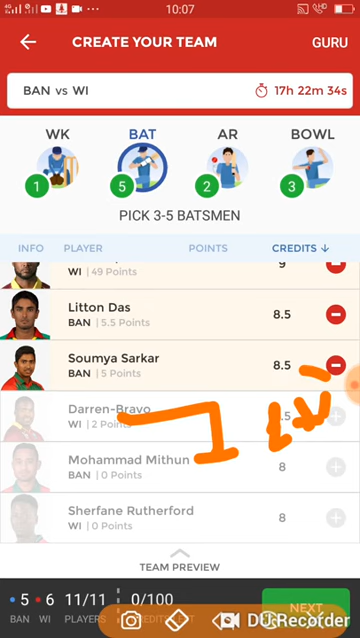 10:07
CREATE YOUR TEAM
GURU
BAN vs WI
17h 22m 34s
WK
BAT
AR
BOWL
1
5
2
3
PICK 3-5 BATSMEN
INFO
PLAYER
POINTS
CREDITS ↓
WI | 49 Points
9
Litton Das
8.5
BAN | 5.5 Points
Soumya Sarkar
8.5
BAN | 5 Points
Darren-Bravo
WI | 2 Points
Mohammad Mithun
8
BAN | 0 Points
Sherfane Rutherford
8
WI | 0 Points
TEAM PREVIEW
5
6
11/11
0/100
NEXT
BAN
WI
PLAYERS
DU Recorder